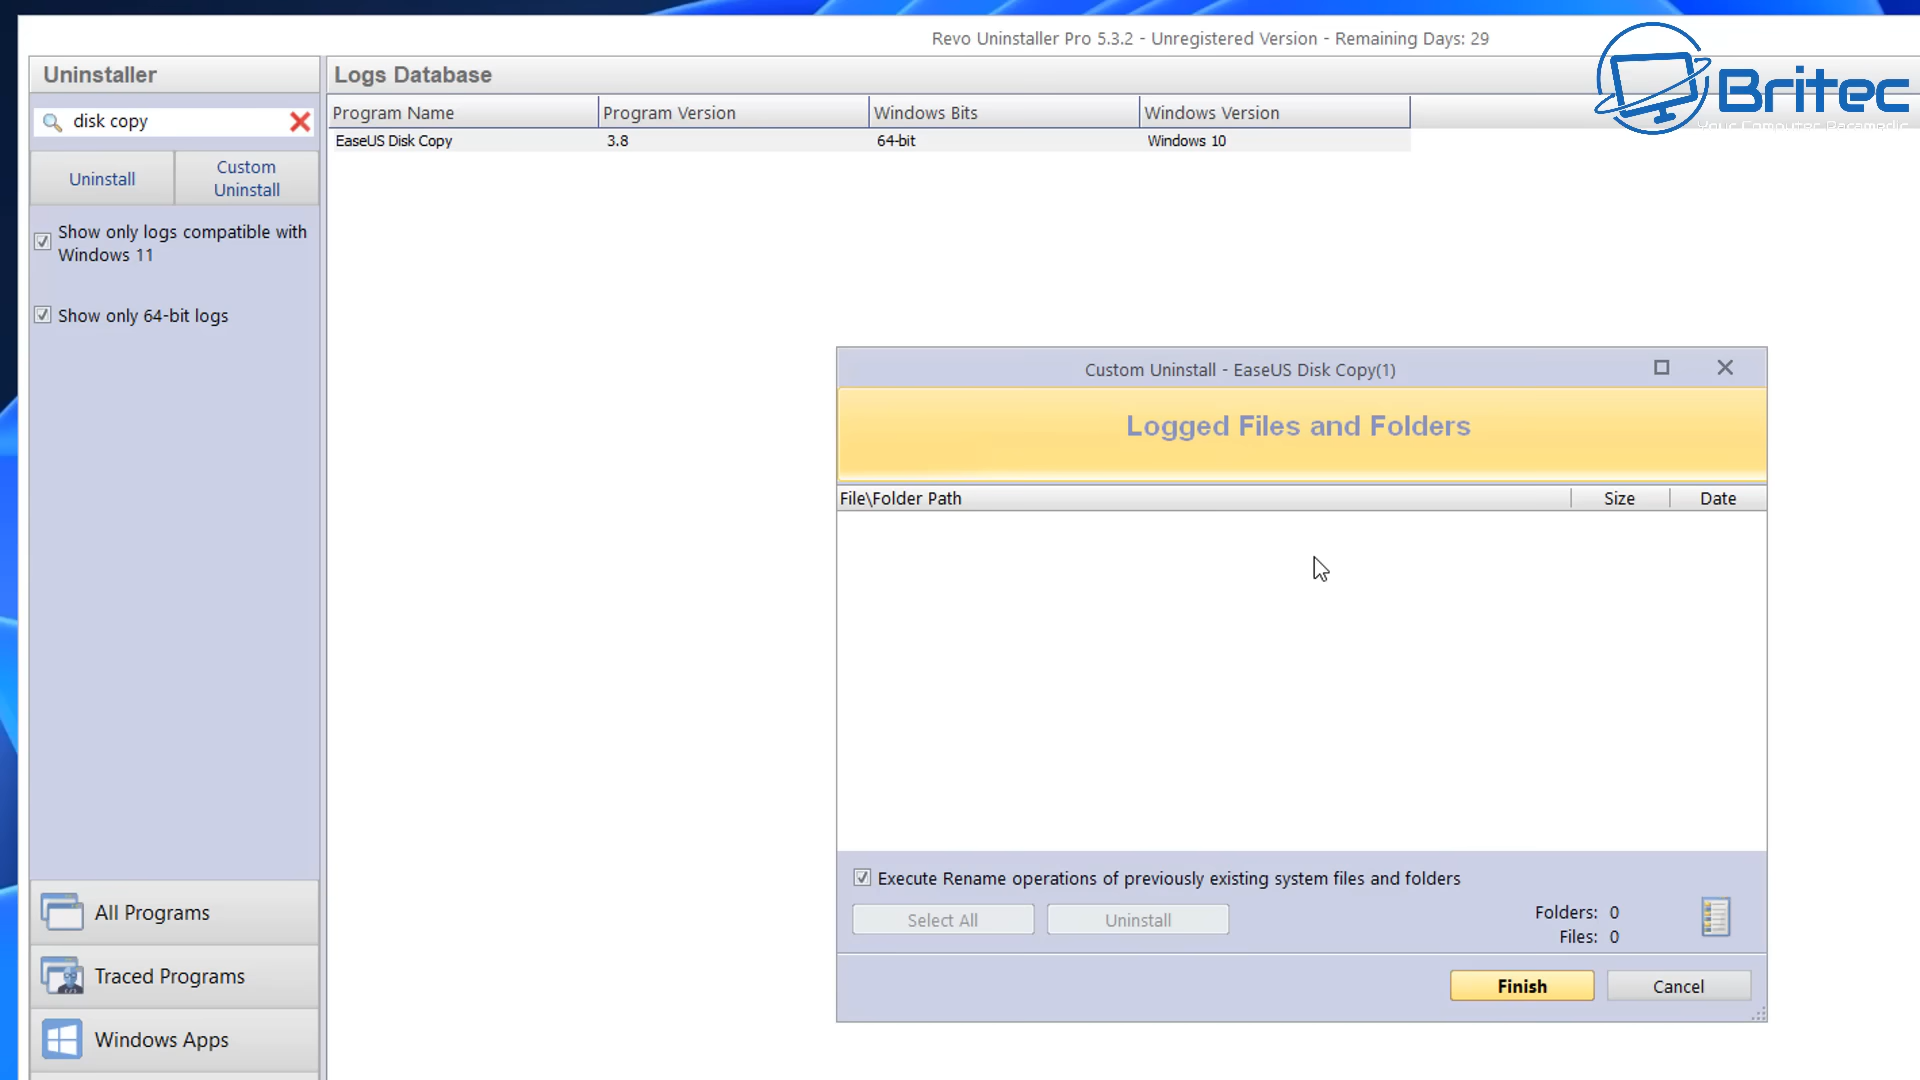 Revo Uninstaller Pro 5.3.2 - Unregistered Version - Remaining Days: 29
Britec
Your Computer Paramedic
Uninstaller
disk copy
Uninstall
Custom
Uninstall
Show only logs compatible with
Windows 11
Show only 64-bit logs
All Programs
Traced Programs
Windows Apps
Logs Database
Program Name Program Version Windows Bits Windows Version
EaseUS Disk Copy 3.8 64-bit Windows 10
Custom Uninstall - EaseUS Disk Copy(1)
Logged Files and Folders
File\Folder Path Size Date
Execute Rename operations of previously existing system files and folders
Select All Uninstall
Folders: 0
Files: 0
Finish Cancel